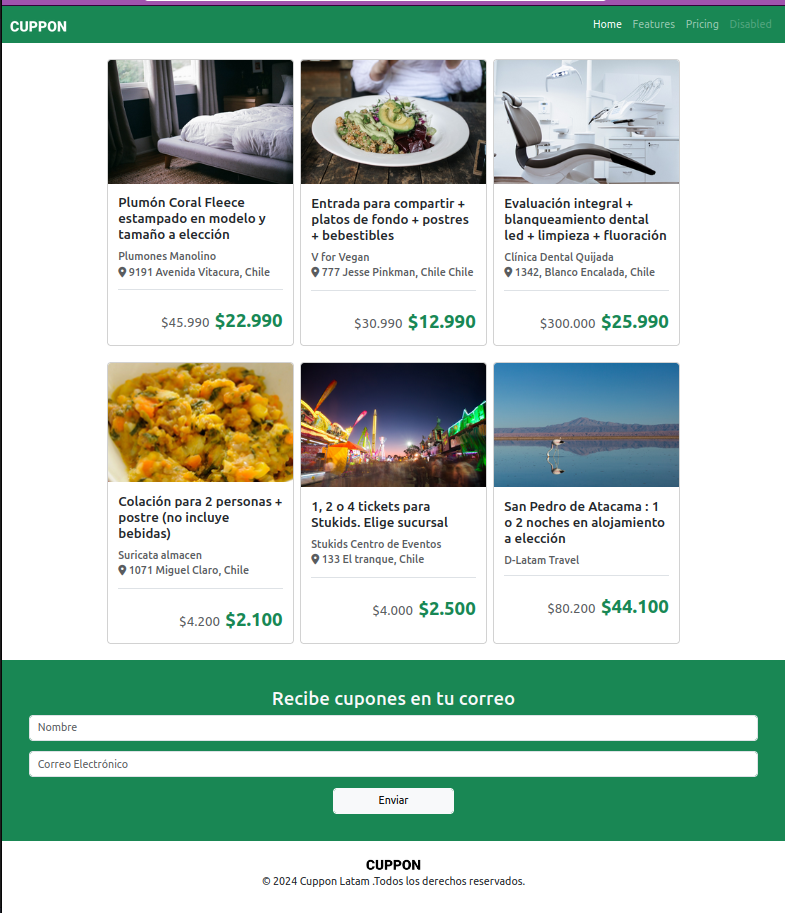 CUPPON
Home Features Pricing Disabled
Plumón Coral Fleece
estampado en modelo y
tamaño a elección
Plumones Manolino
9191 Avenida Vitacura, Chile
$45.990 $22.990
Entrada para compartir +
platos de fondo + postres
+ bebestibles
V for Vegan
777 Jesse Pinkman, Chile Chile
$30.990 $12.990
Evaluación integral +
blanqueamiento dental
led + limpieza + fluoración
Clínica Dental Quijada
1342, Blanco Encalada, Chile
$300.000 $25.990
Colación para 2 personas +
postre (no incluye
bebidas)
Suricata almacen
1071 Miguel Claro, Chile
$4.200 $2.100
1, 2 o 4 tickets para
Stukids. Elige sucursal
Stukids Centro de Eventos
133 El tranque, Chile
$4.000 $2.500
San Pedro de Atacama : 1
o 2 noches en alojamiento
a elección
D-Latam Travel
$80.200 $44.100
Recibe cupones en tu correo
Nombre
Correo Electrónico
Enviar
CUPPON
© 2024 Cuppon Latam .Todos los derechos reservados.